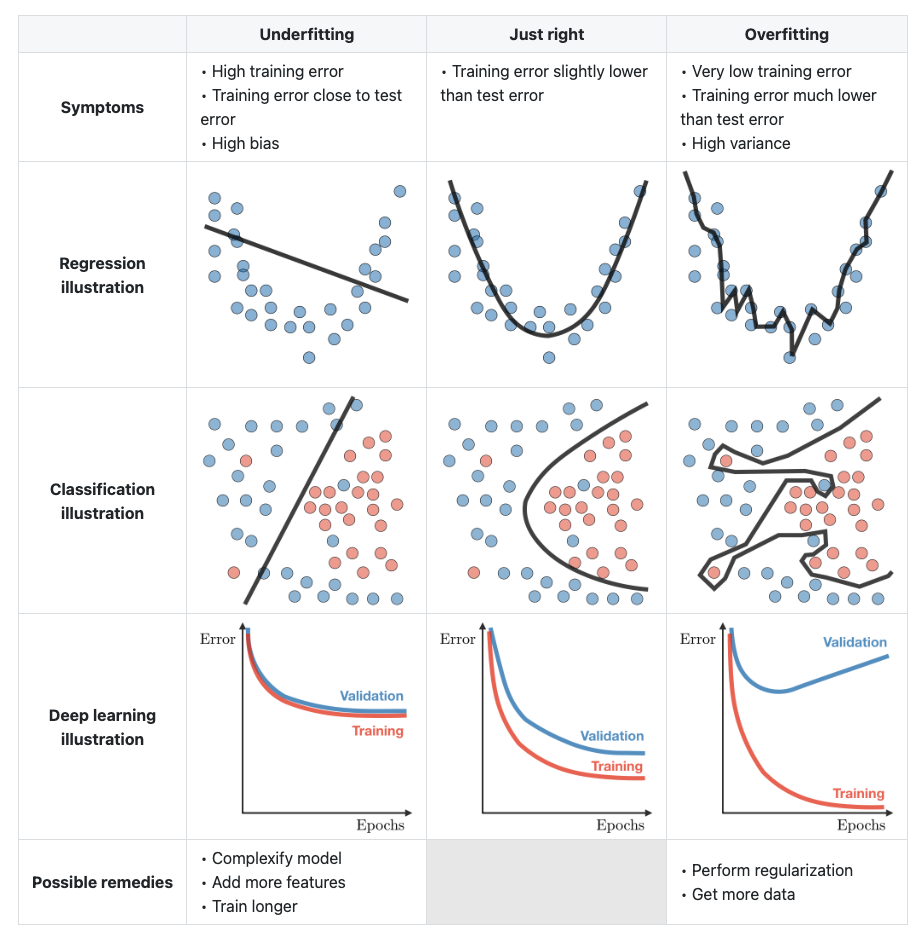 Underfitting
Just right
Overfitting
Symptoms
• High training error
• Training error close to test
error
• High bias
• Training error slightly lower
than test error
• Very low training error
• Training error much lower
than test error
• High variance
Regression
illustration
Classification
illustration
Deep learning
illustration
Error
Validation
Training
Epochs
Error
Validation
Training
Epochs
Error
Validation
Training
Epochs
Possible remedies
• Complexify model
• Add more features
• Train longer
• Perform regularization
• Get more data